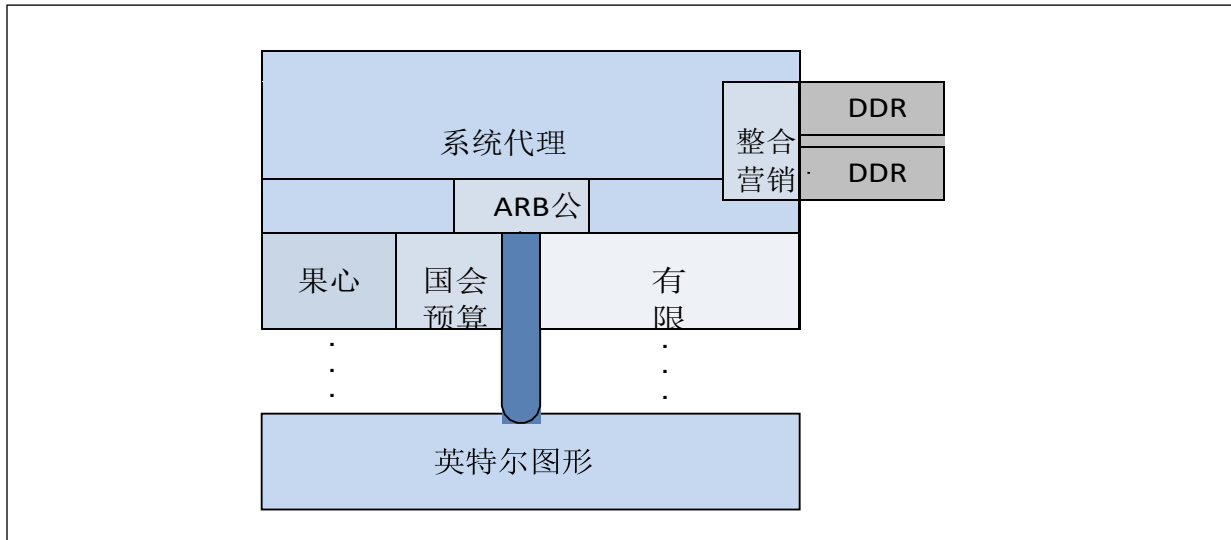 DDR
系统代理
整合
营销
DDR
ARB公
果心
国会
预算
有
限
英特尔图形